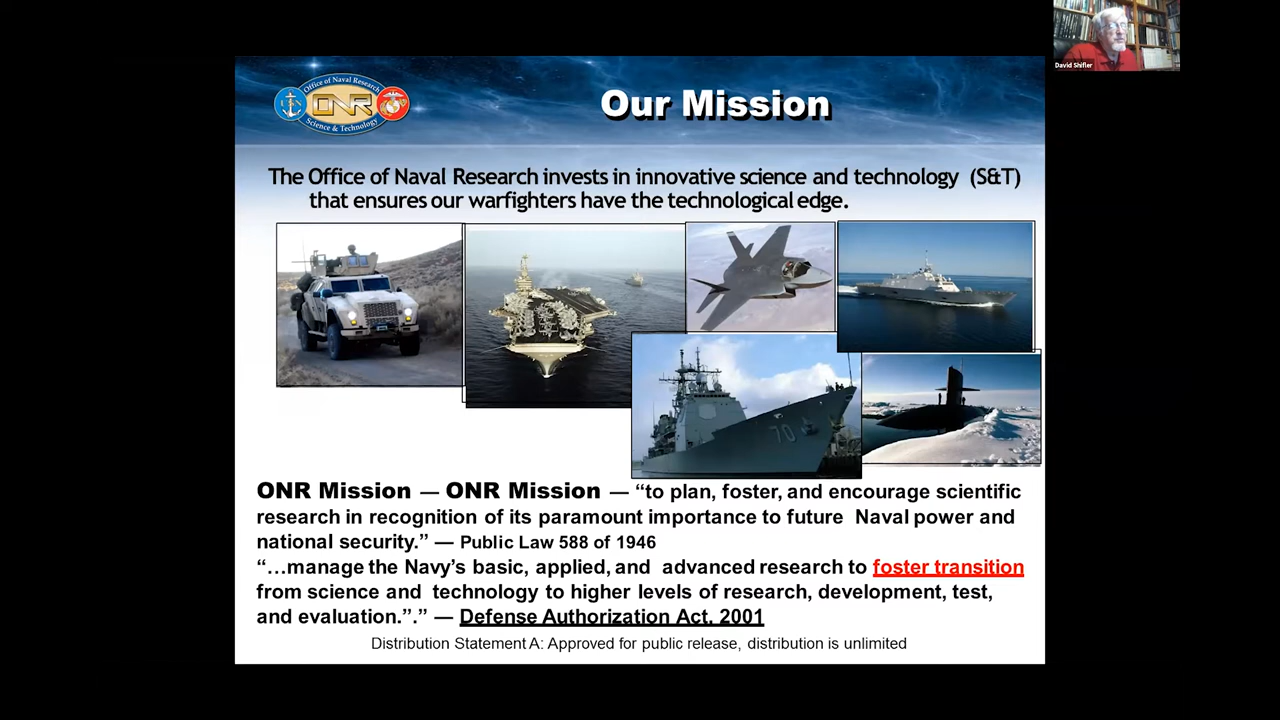 David Shifler
Office of Naval Research
ONR
Science & Technology
Our Mission
The Office of Naval Research invests in innovative science and technology (S&T)
that ensures our warfighters have the technological edge.
70
ONR Mission — ONR Mission — “to plan, foster, and encourage scientific
research in recognition of its paramount importance to future Naval power and
national security.” — Public Law 588 of 1946
“…manage the Navy’s basic, applied, and advanced research to foster transition
from science and technology to higher levels of research, development, test,
and evaluation.”.” — Defense Authorization Act, 2001
Distribution Statement A: Approved for public release, distribution is unlimited